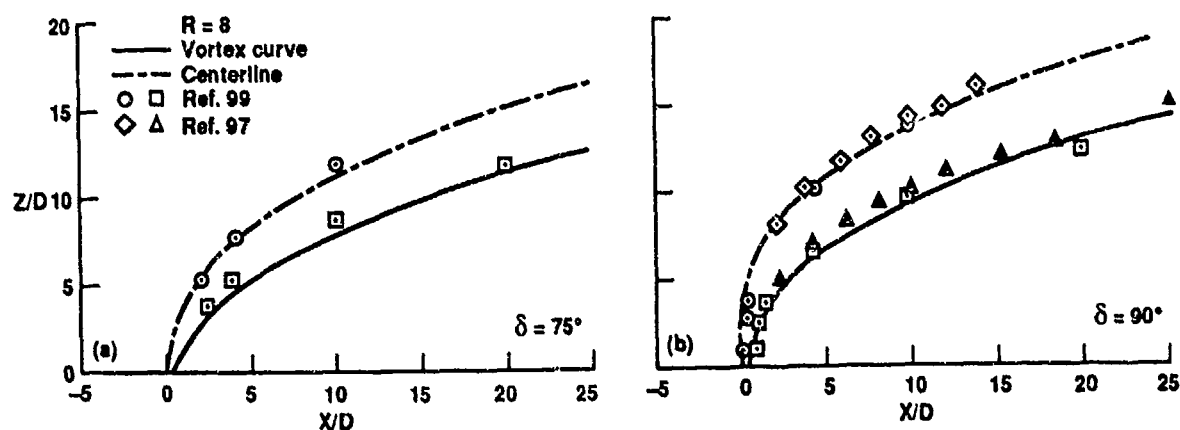 20
15
Z/D 10
5
0
R = 8
Vortex curve
Centerline
Ref. 99
Ref. 97
δ = 75°
(a)
−5 0 5 10 15 20 25
X/D
δ = 90°
(b)
−5 0 5 10 15 20 25
X/D